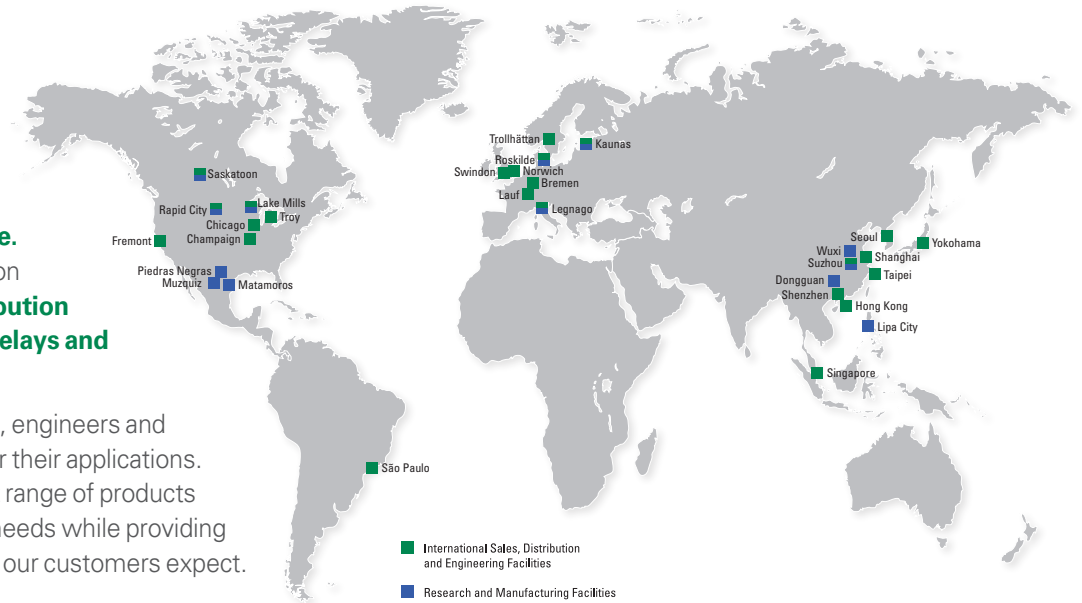 e.
on
bution
elays and
, engineers and
r their applications.
range of products
needs while providing
our customers expect.
Trollhättan
Kaunas
Roskilde
Swindon
Norwich
Bremen
Lauf
Legnago
Saskatoon
Rapid City
Lake Mills
Troy
Chicago
Champaign
Fremont
Piedras Negras
Muzquiz
Matamoros
São Paulo
Seoul
Yokohama
Wuxi
Shanghai
Suzhou
Taipei
Dongguan
Shenzhen
Hong Kong
Lipa City
Singapore
International Sales, Distribution
and Engineering Facilities
Research and Manufacturing Facilities